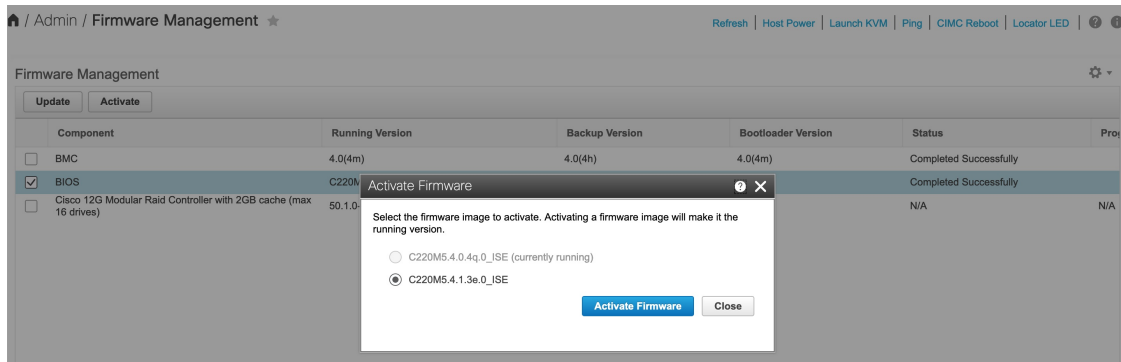 / Admin / Firmware Management
Refresh | Host Power | Launch KVM | Ping | CIMC Reboot | Locator LED |
Firmware Management
Update Activate
Component Running Version Backup Version Bootloader Version Status
BMC 4.0(4m) 4.0(4h) 4.0(4m) Completed Successfully
BIOS Completed Successfully
Cisco 12G Modular Raid Controller with 2GB cache (max
16 drives) 50.1.0- N/A N/A
Activate Firmware
Select the firmware image to activate. Activating a firmware image will make it the
running version.
C220M5.4.0.4q.0_ISE (currently running)
C220M5.4.1.3e.0_ISE
Activate Firmware Close